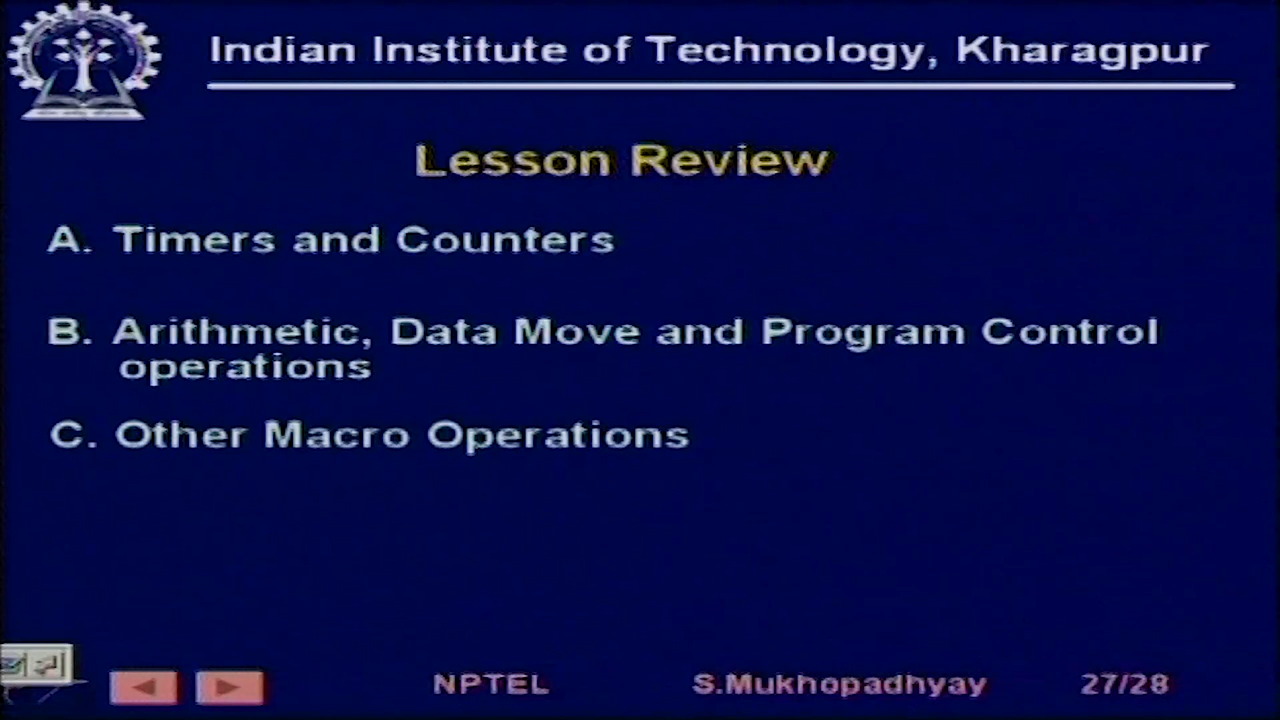 Indian Institute of Technology, Kharagpur
Lesson Review
A. Timers and Counters
B. Arithmetic, Data Move and Program Control
operations
C. Other Macro Operations
NPTEL S.Mukhopadhyay 27/28